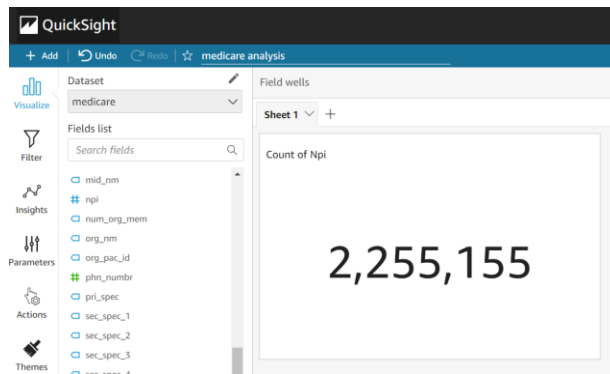 QuickSight
+ Add Undo Redo medicare analysis
Visualize
Filter
Insights
Parameters
Actions
Themes
Dataset
medicare
Fields list
Search fields
mid_nm
# npi
num_org_mem
org_nm
org_pac_id
# phn_numbr
pri_spec
sec_spec_1
sec_spec_2
sec_spec_3
Field wells
Sheet 1 +
Count of Npi
2,255,155